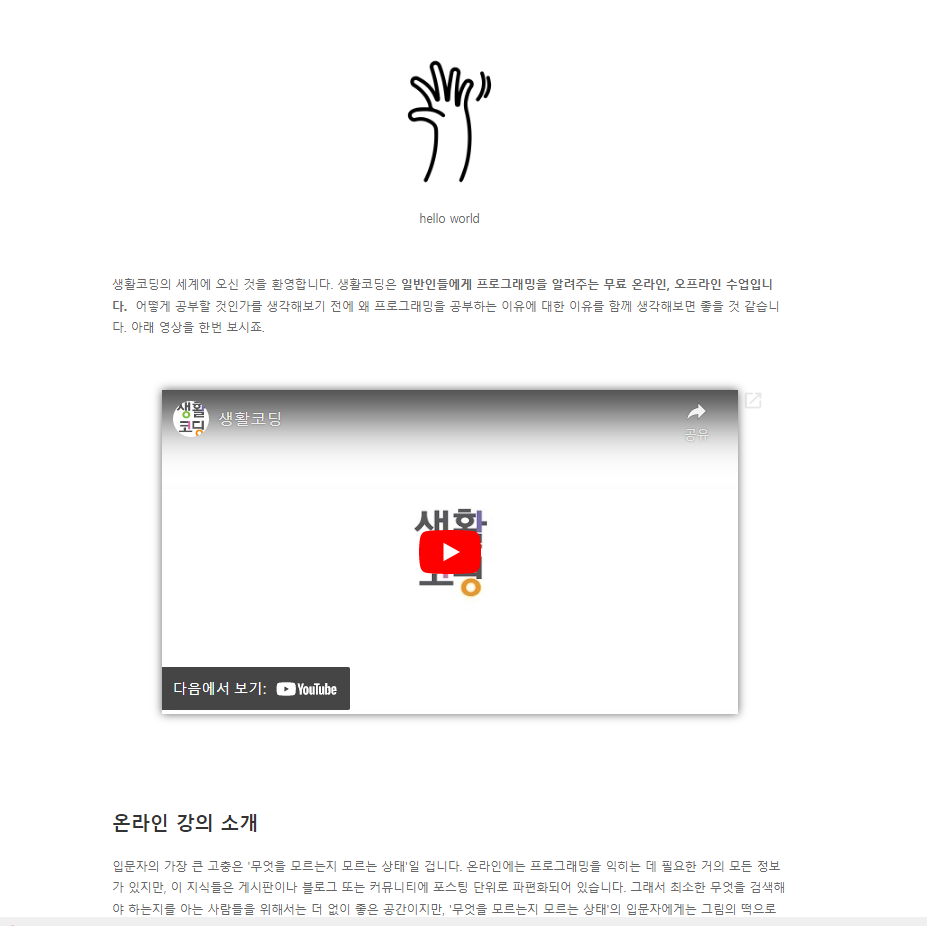 hello world
생활코딩의 세계에 오신 것을 환영합니다. 생활코딩은 일반인들에게 프로그래밍을 알려주는 무료 온라인, 오프라인 수업입니
다.  어떻게 공부할 것인가를 생각해보기 전에 왜 프로그래밍을 공부하는 이유에 대한 이유를 함께 생각해보면 좋을 것 같습니
다. 아래 영상을 한번 보시죠.
생활
코딩
생활코딩
공유
생활
코딩
다음에서 보기: YouTube
온라인 강의 소개
입문자의 가장 큰 고충은 '무엇을 모르는지 모르는 상태'일 겁니다. 온라인에는 프로그래밍을 익히는 데 필요한 거의 모든 정보
가 있지만, 이 지식들은 게시판이나 블로그 또는 커뮤니티에 포스팅 단위로 파편화되어 있습니다. 그래서 최소한 무엇을 검색해
야 하는지를 아는 사람들을 위해서는 더 없이 좋은 공간이지만, '무엇을 모르는지 모르는 상태'의 입문자에게는 그림의 떡으로